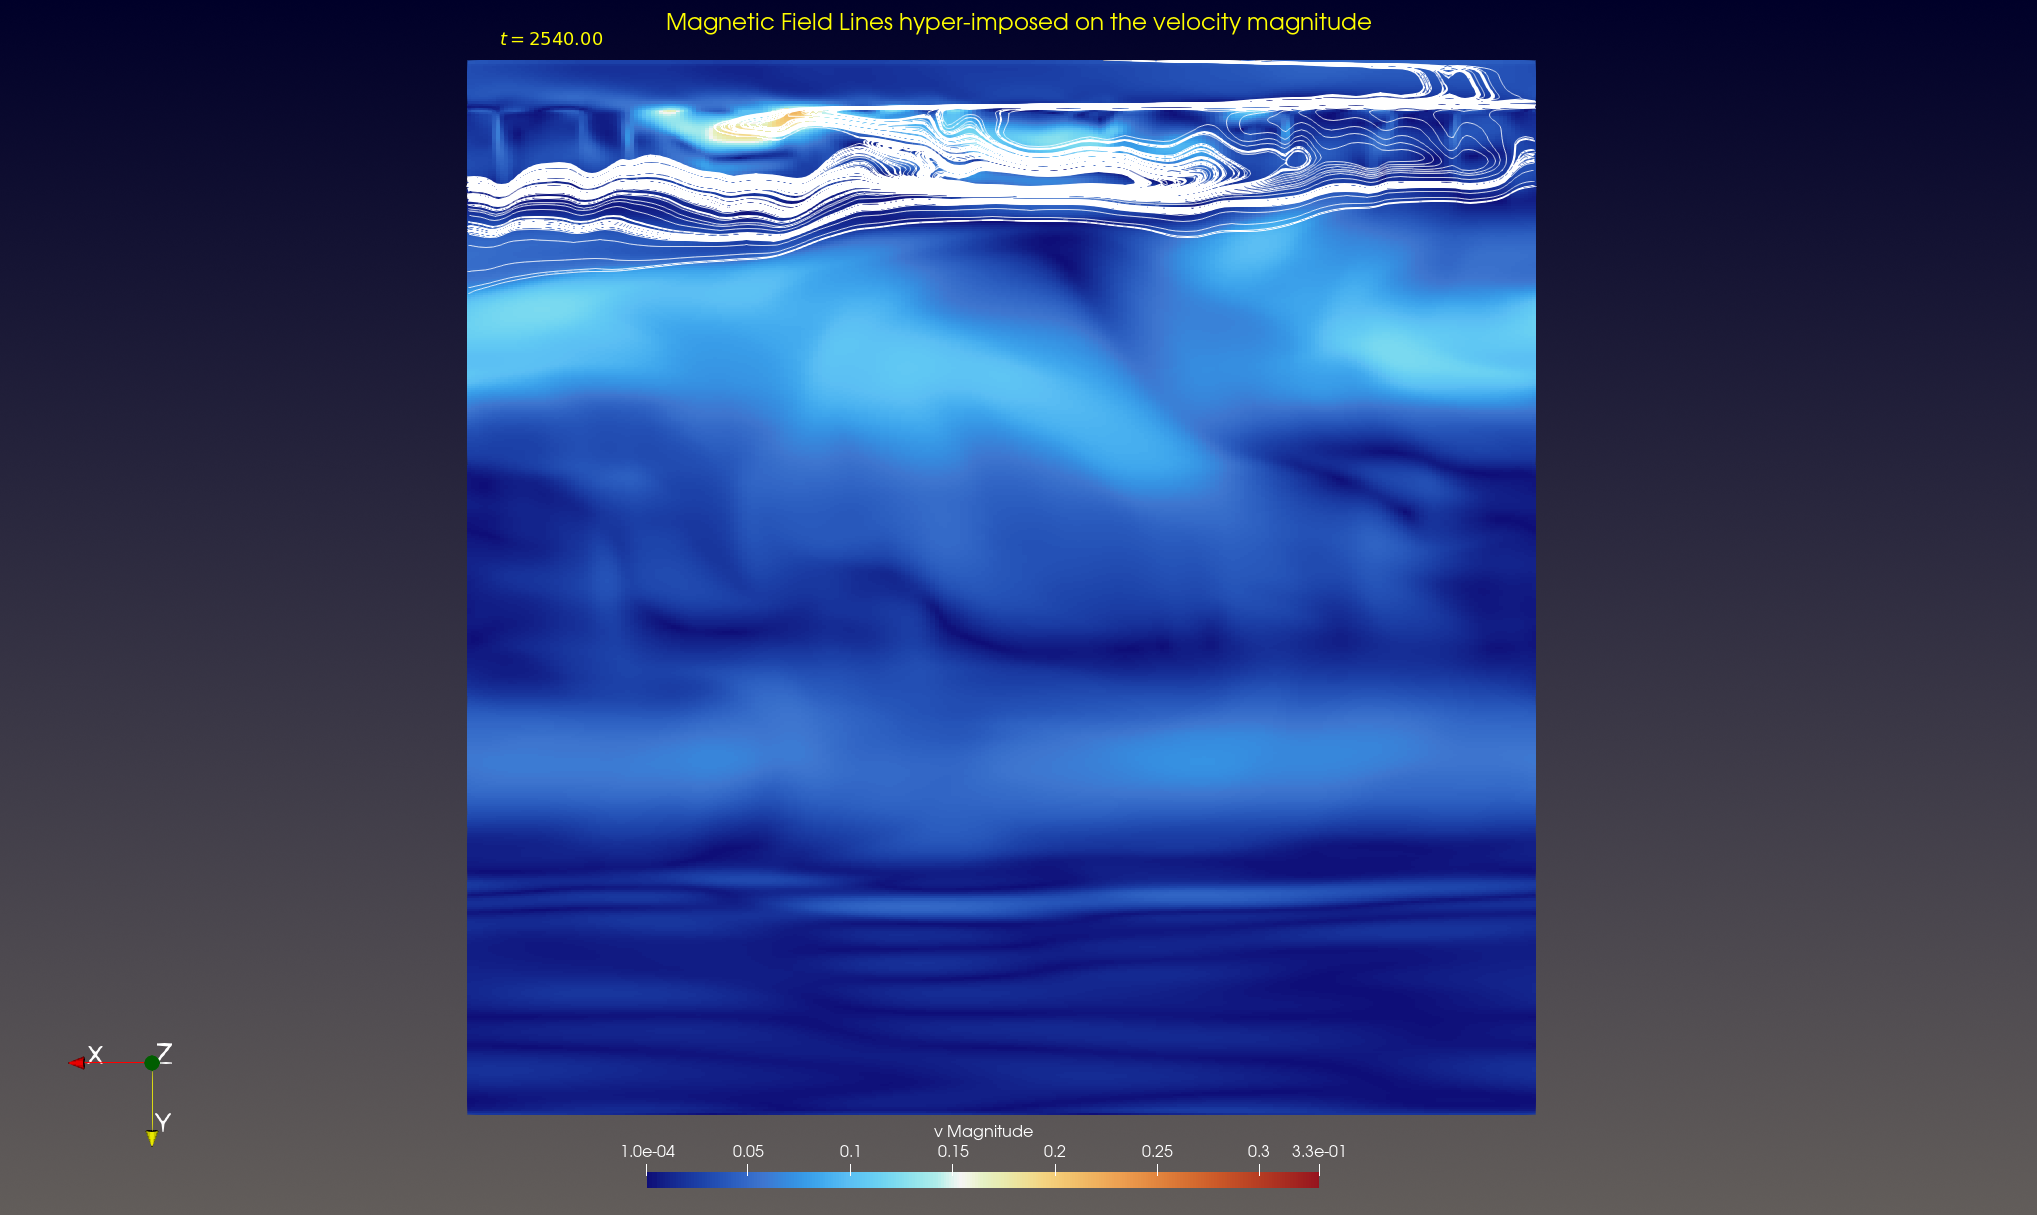 Magnetic Field Lines hyper-imposed on the velocity magnitude
t = 2540.00
X Z
Y
v Magnitude
1.0e-04 0.05 0.1 0.15 0.2 0.25 0.3 3.3e-01